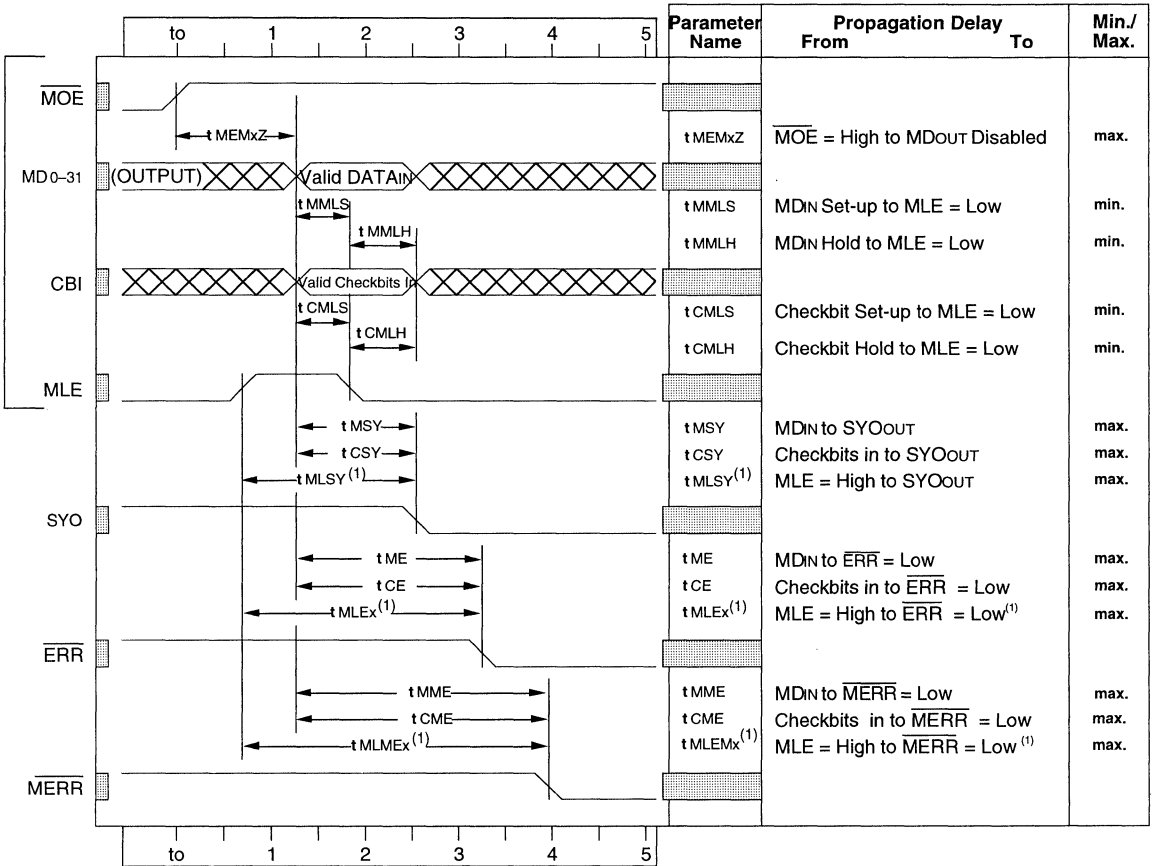 to 1 2 3 4 5
Parameter Name
Propagation Delay
From To
Min./ Max.
MOE
t MEMxZ
t MEMxZ MOE = High to MDOUT Disabled max.
MD 0–31
(OUTPUT) Valid DATAIN
t MMLS
t MMLS MDIN Set-up to MLE = Low min.
t MMLH
t MMLH MDIN Hold to MLE = Low min.
CBI
Valid Checkbits In
t CMLS
t CMLS Checkbit Set-up to MLE = Low min.
t CMLH
t CMLH Checkbit Hold to MLE = Low min.
MLE
t MSY
t MSY MDIN to SYOOUT max.
t CSY
t CSY Checkbits in to SYOOUT max.
t MLSY(1)
t MLSY(1) MLE = High to SYOOUT max.
SYO
t ME
t ME MDIN to ERR = Low max.
t CE
t CE Checkbits in to ERR = Low max.
t MLEx(1)
t MLEx(1) MLE = High to ERR = Low(1) max.
ERR
t MME
t MME MDIN to MERR = Low max.
t CME
t CME Checkbits in to MERR = Low max.
t MLMEx(1)
t MLEMx(1) MLE = High to MERR = Low (1) max.
MERR
to 1 2 3 4 5